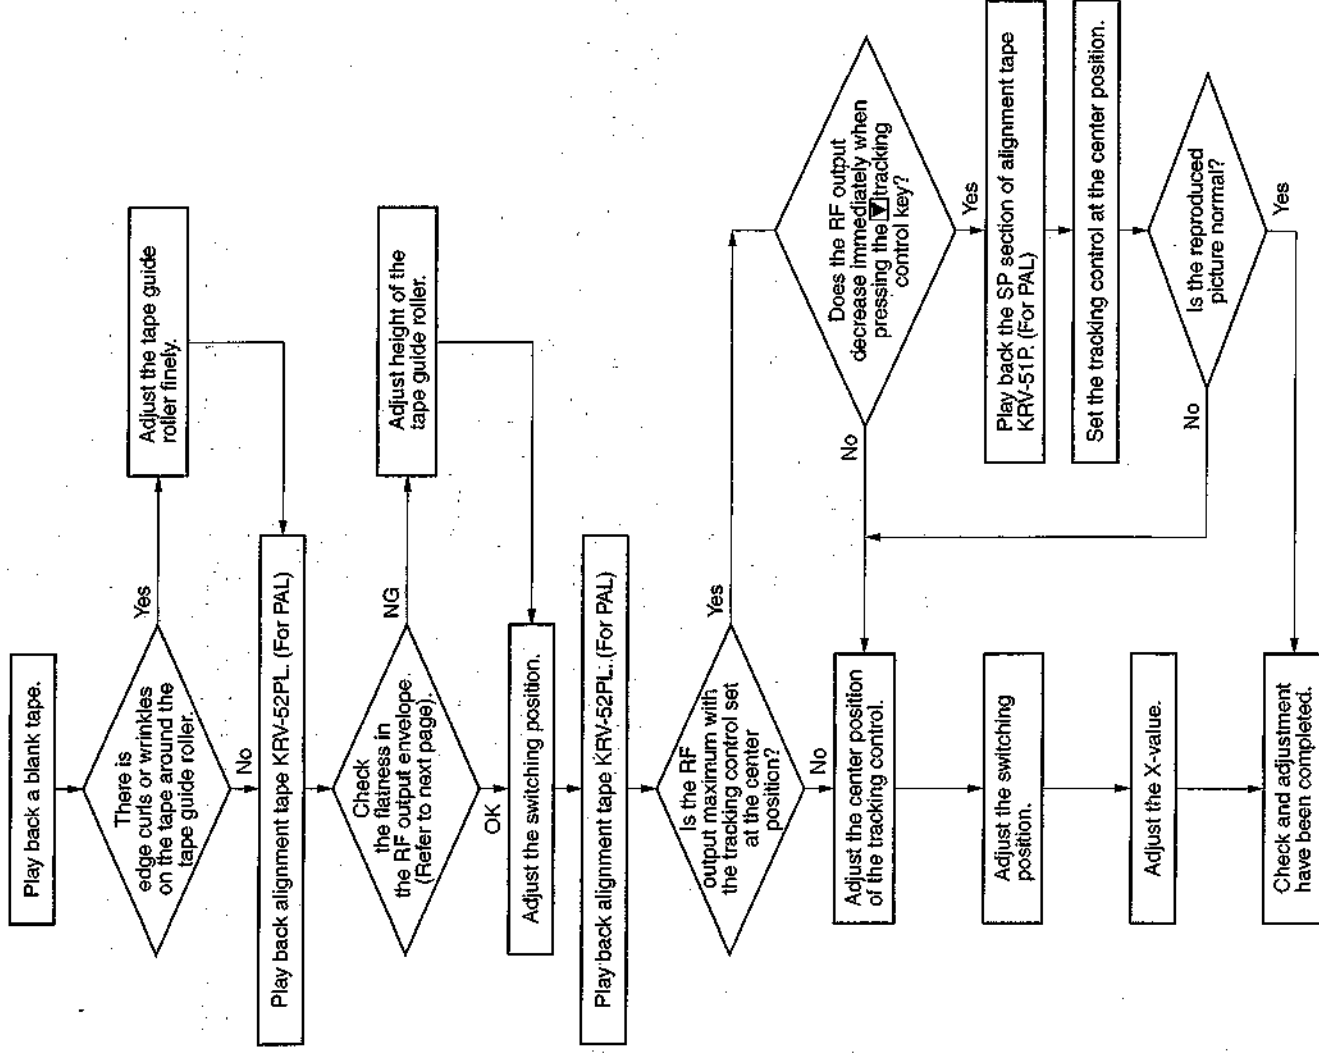 Play back a blank tape.
There is
edge curls or wrinkles
on the tape around the
tape guide roller.
Yes
Adjust the tape guide
roller finely.
No
Play back alignment tape KRV-52PL. (For PAL)
Check
the flatness in
the RF output envelope.
(Refer to next page).
NG
Adjust height of the
tape guide roller.
OK
Adjust the switching position.
Play back alignment tape KRV-52PL. (For PAL)
Is the RF
output maximum with
the tracking control set
at the center
position?
Yes
Does the RF output
decrease immediately when
pressing the ▼ tracking
control key?
Yes
No
Play back the SP section of alignment tape
KRV-51P. (For PAL)
Set the tracking control at the center position.
Is the reproduced
picture normal?
No
Yes
No
Adjust the center position
of the tracking control.
Adjust the switching
position.
Adjust the X-value.
Check and adjustment
have been completed.